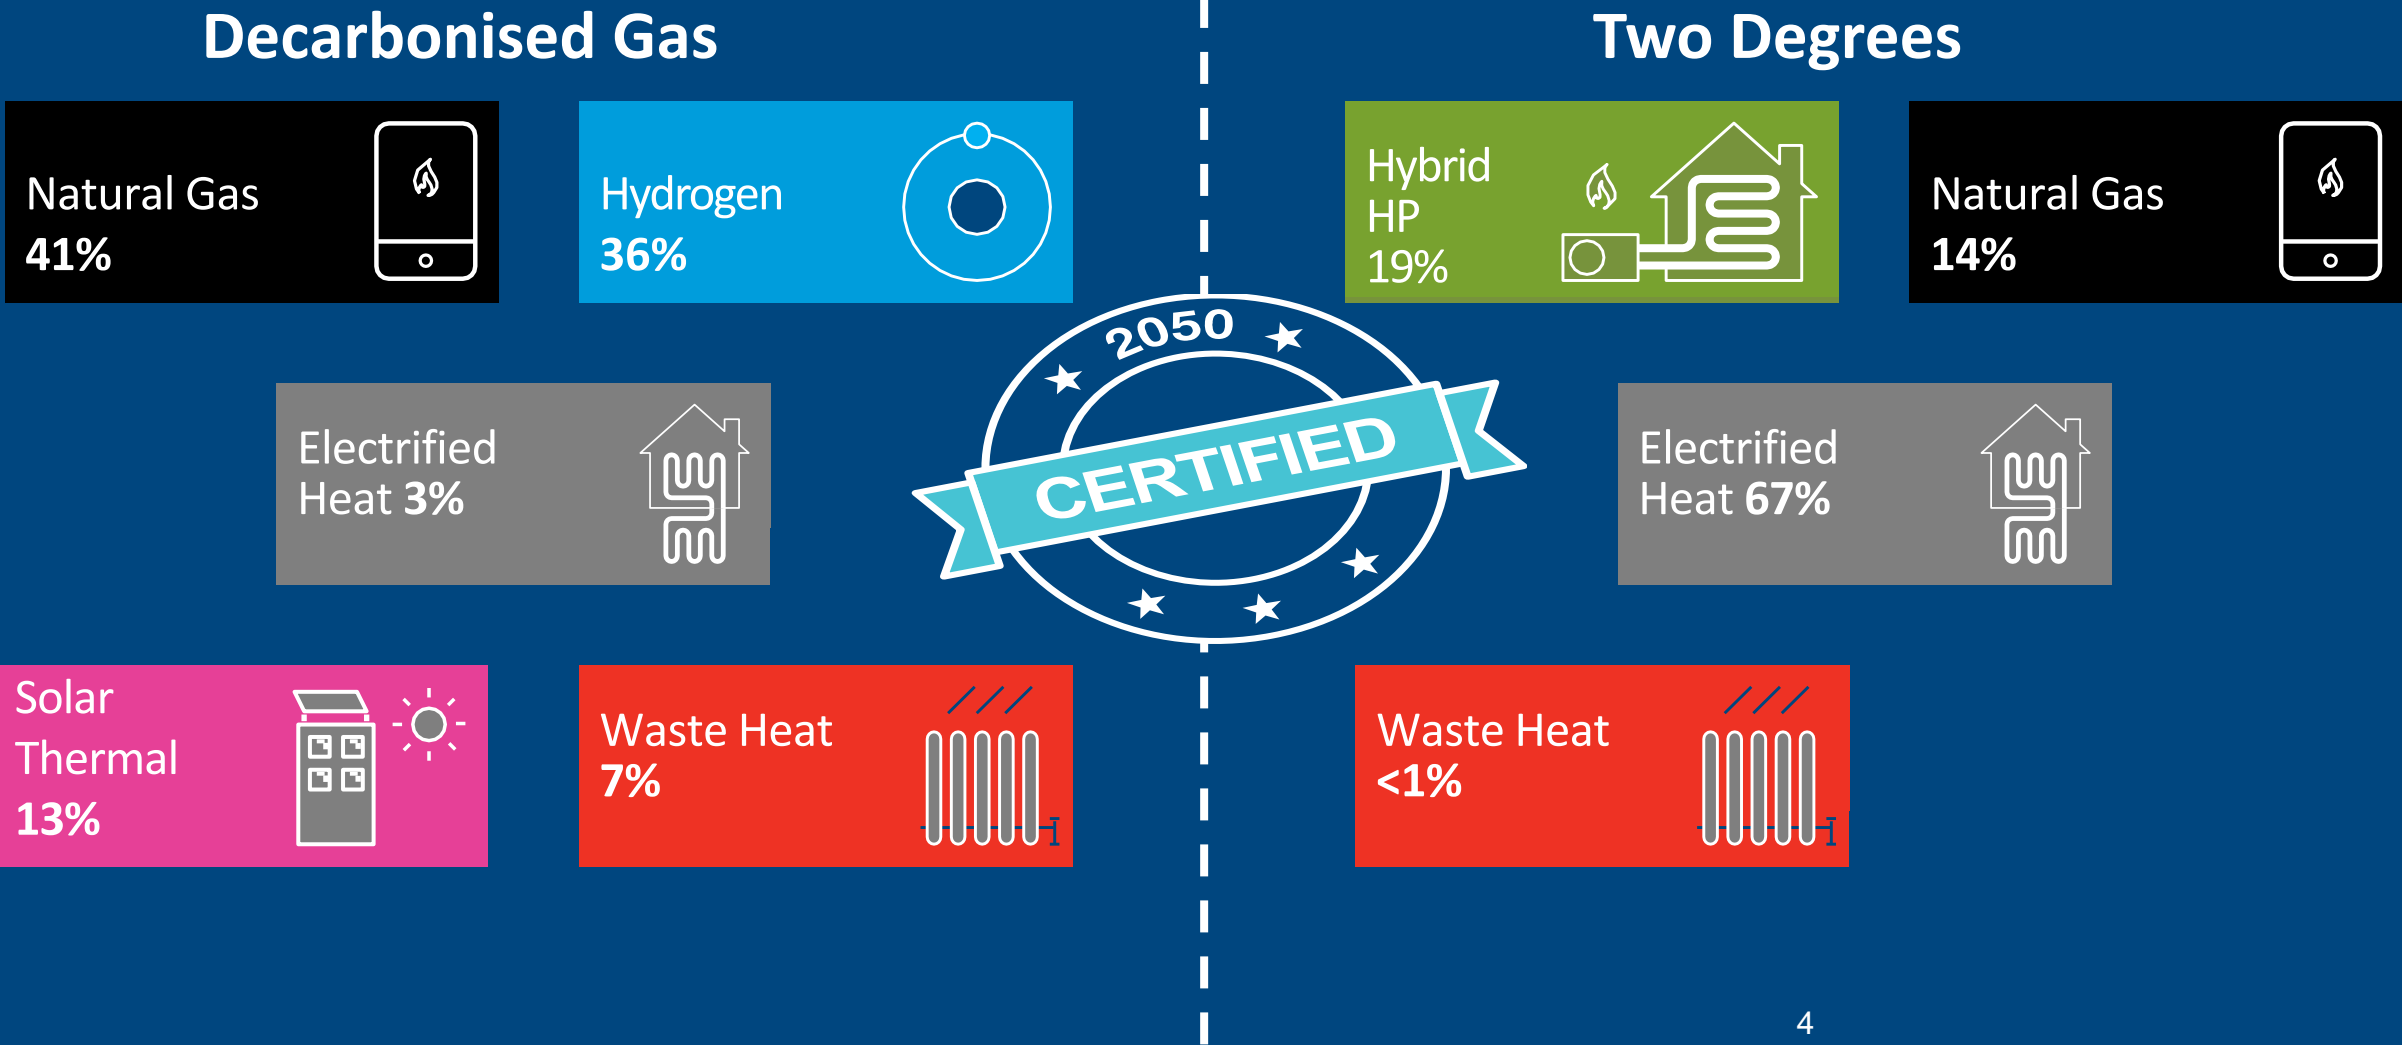 Decarbonised Gas
Two Degrees
Natural Gas
41%
Hydrogen
36%
Hybrid
HP
19%
Natural Gas
14%
2050
CERTIFIED
Electrified
Heat 3%
Electrified
Heat 67%
Solar
Thermal
13%
Waste Heat
7%
Waste Heat
<1%
4